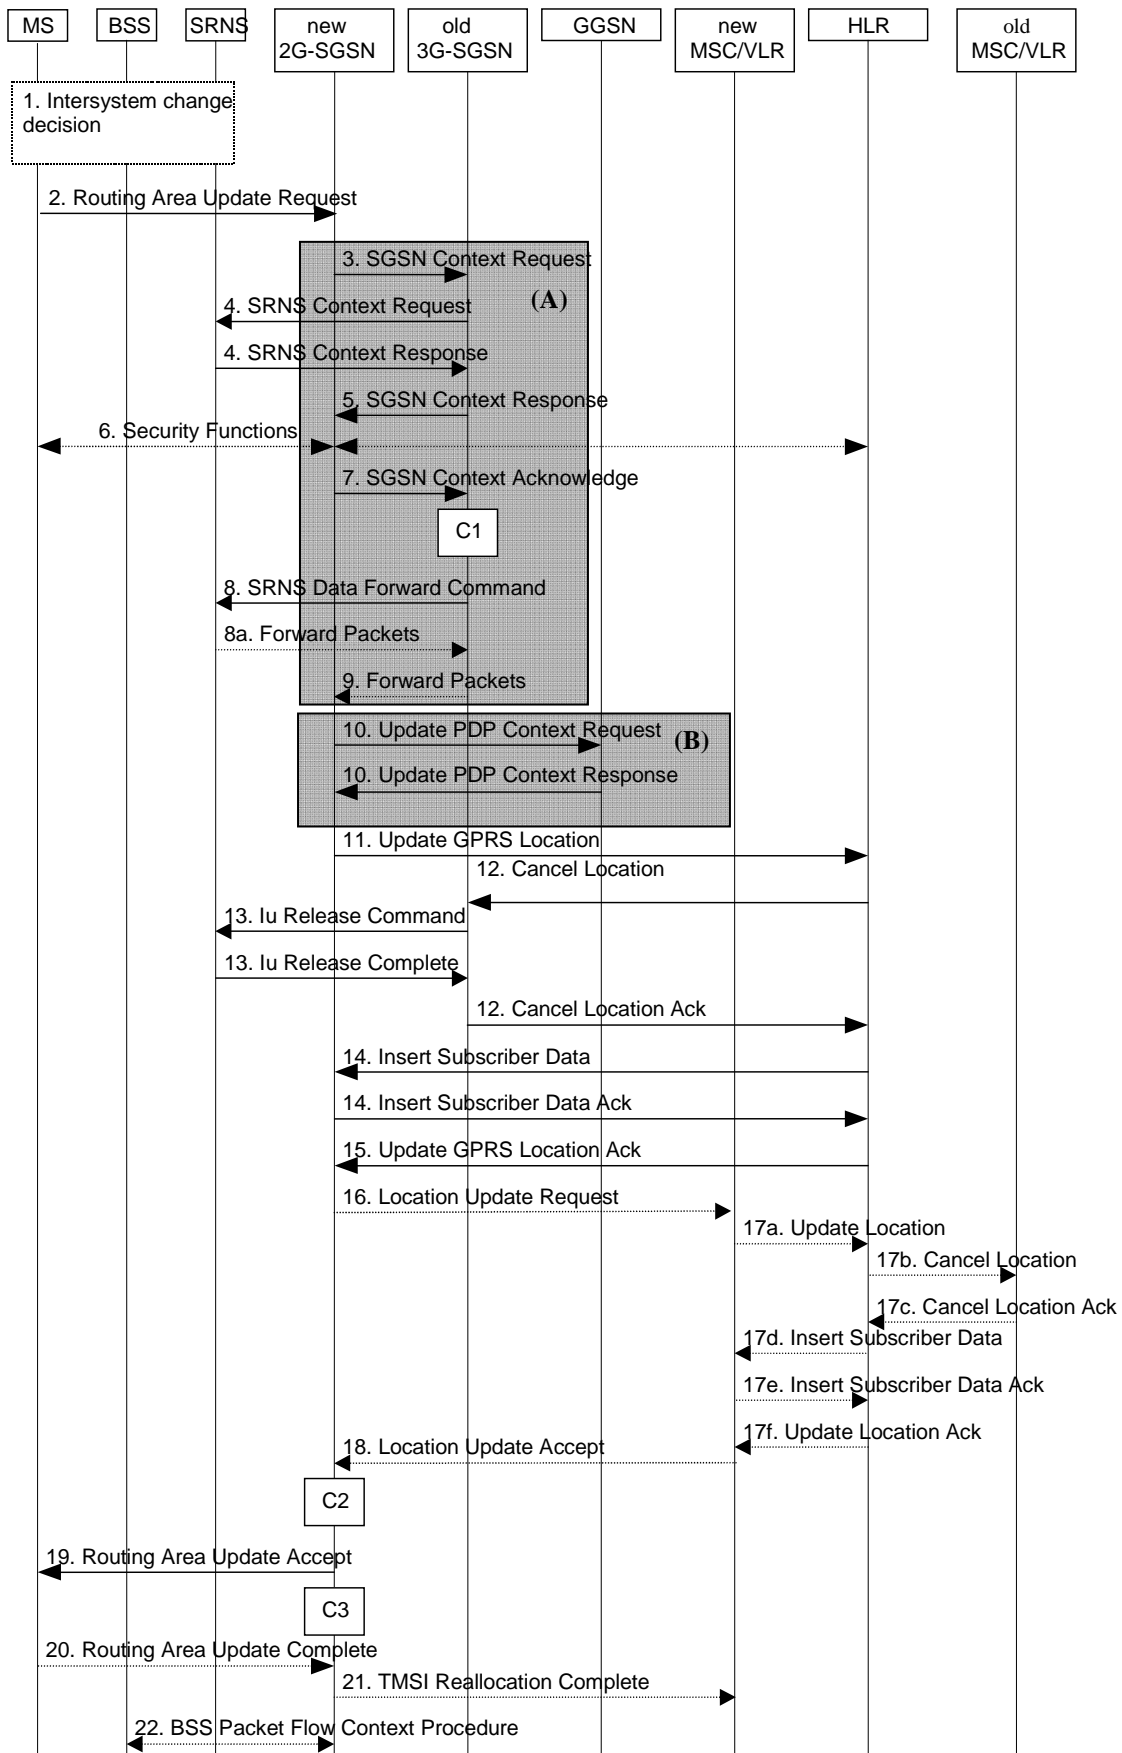 MS
BSS
SRNS
new
2G-SGSN
old
3G-SGSN
GGSN
new
MSC/VLR
HLR
old
MSC/VLR
1. Intersystem change
decision
2. Routing Area Update Request
3. SGSN Context Request
(A)
4. SRNS Context Request
4. SRNS Context Response
5. SGSN Context Response
6. Security Functions
7. SGSN Context Acknowledge
C1
8. SRNS Data Forward Command
8a. Forward Packets
9. Forward Packets
10. Update PDP Context Request
(B)
10. Update PDP Context Response
11. Update GPRS Location
12. Cancel Location
13. Iu Release Command
13. Iu Release Complete
12. Cancel Location Ack
14. Insert Subscriber Data
14. Insert Subscriber Data Ack
15. Update GPRS Location Ack
16. Location Update Request
17a. Update Location
17b. Cancel Location
17c. Cancel Location Ack
17d. Insert Subscriber Data
17e. Insert Subscriber Data Ack
17f. Update Location Ack
18. Location Update Accept
C2
19. Routing Area Update Accept
C3
20. Routing Area Update Complete
21. TMSI Reallocation Complete
22. BSS Packet Flow Context Procedure